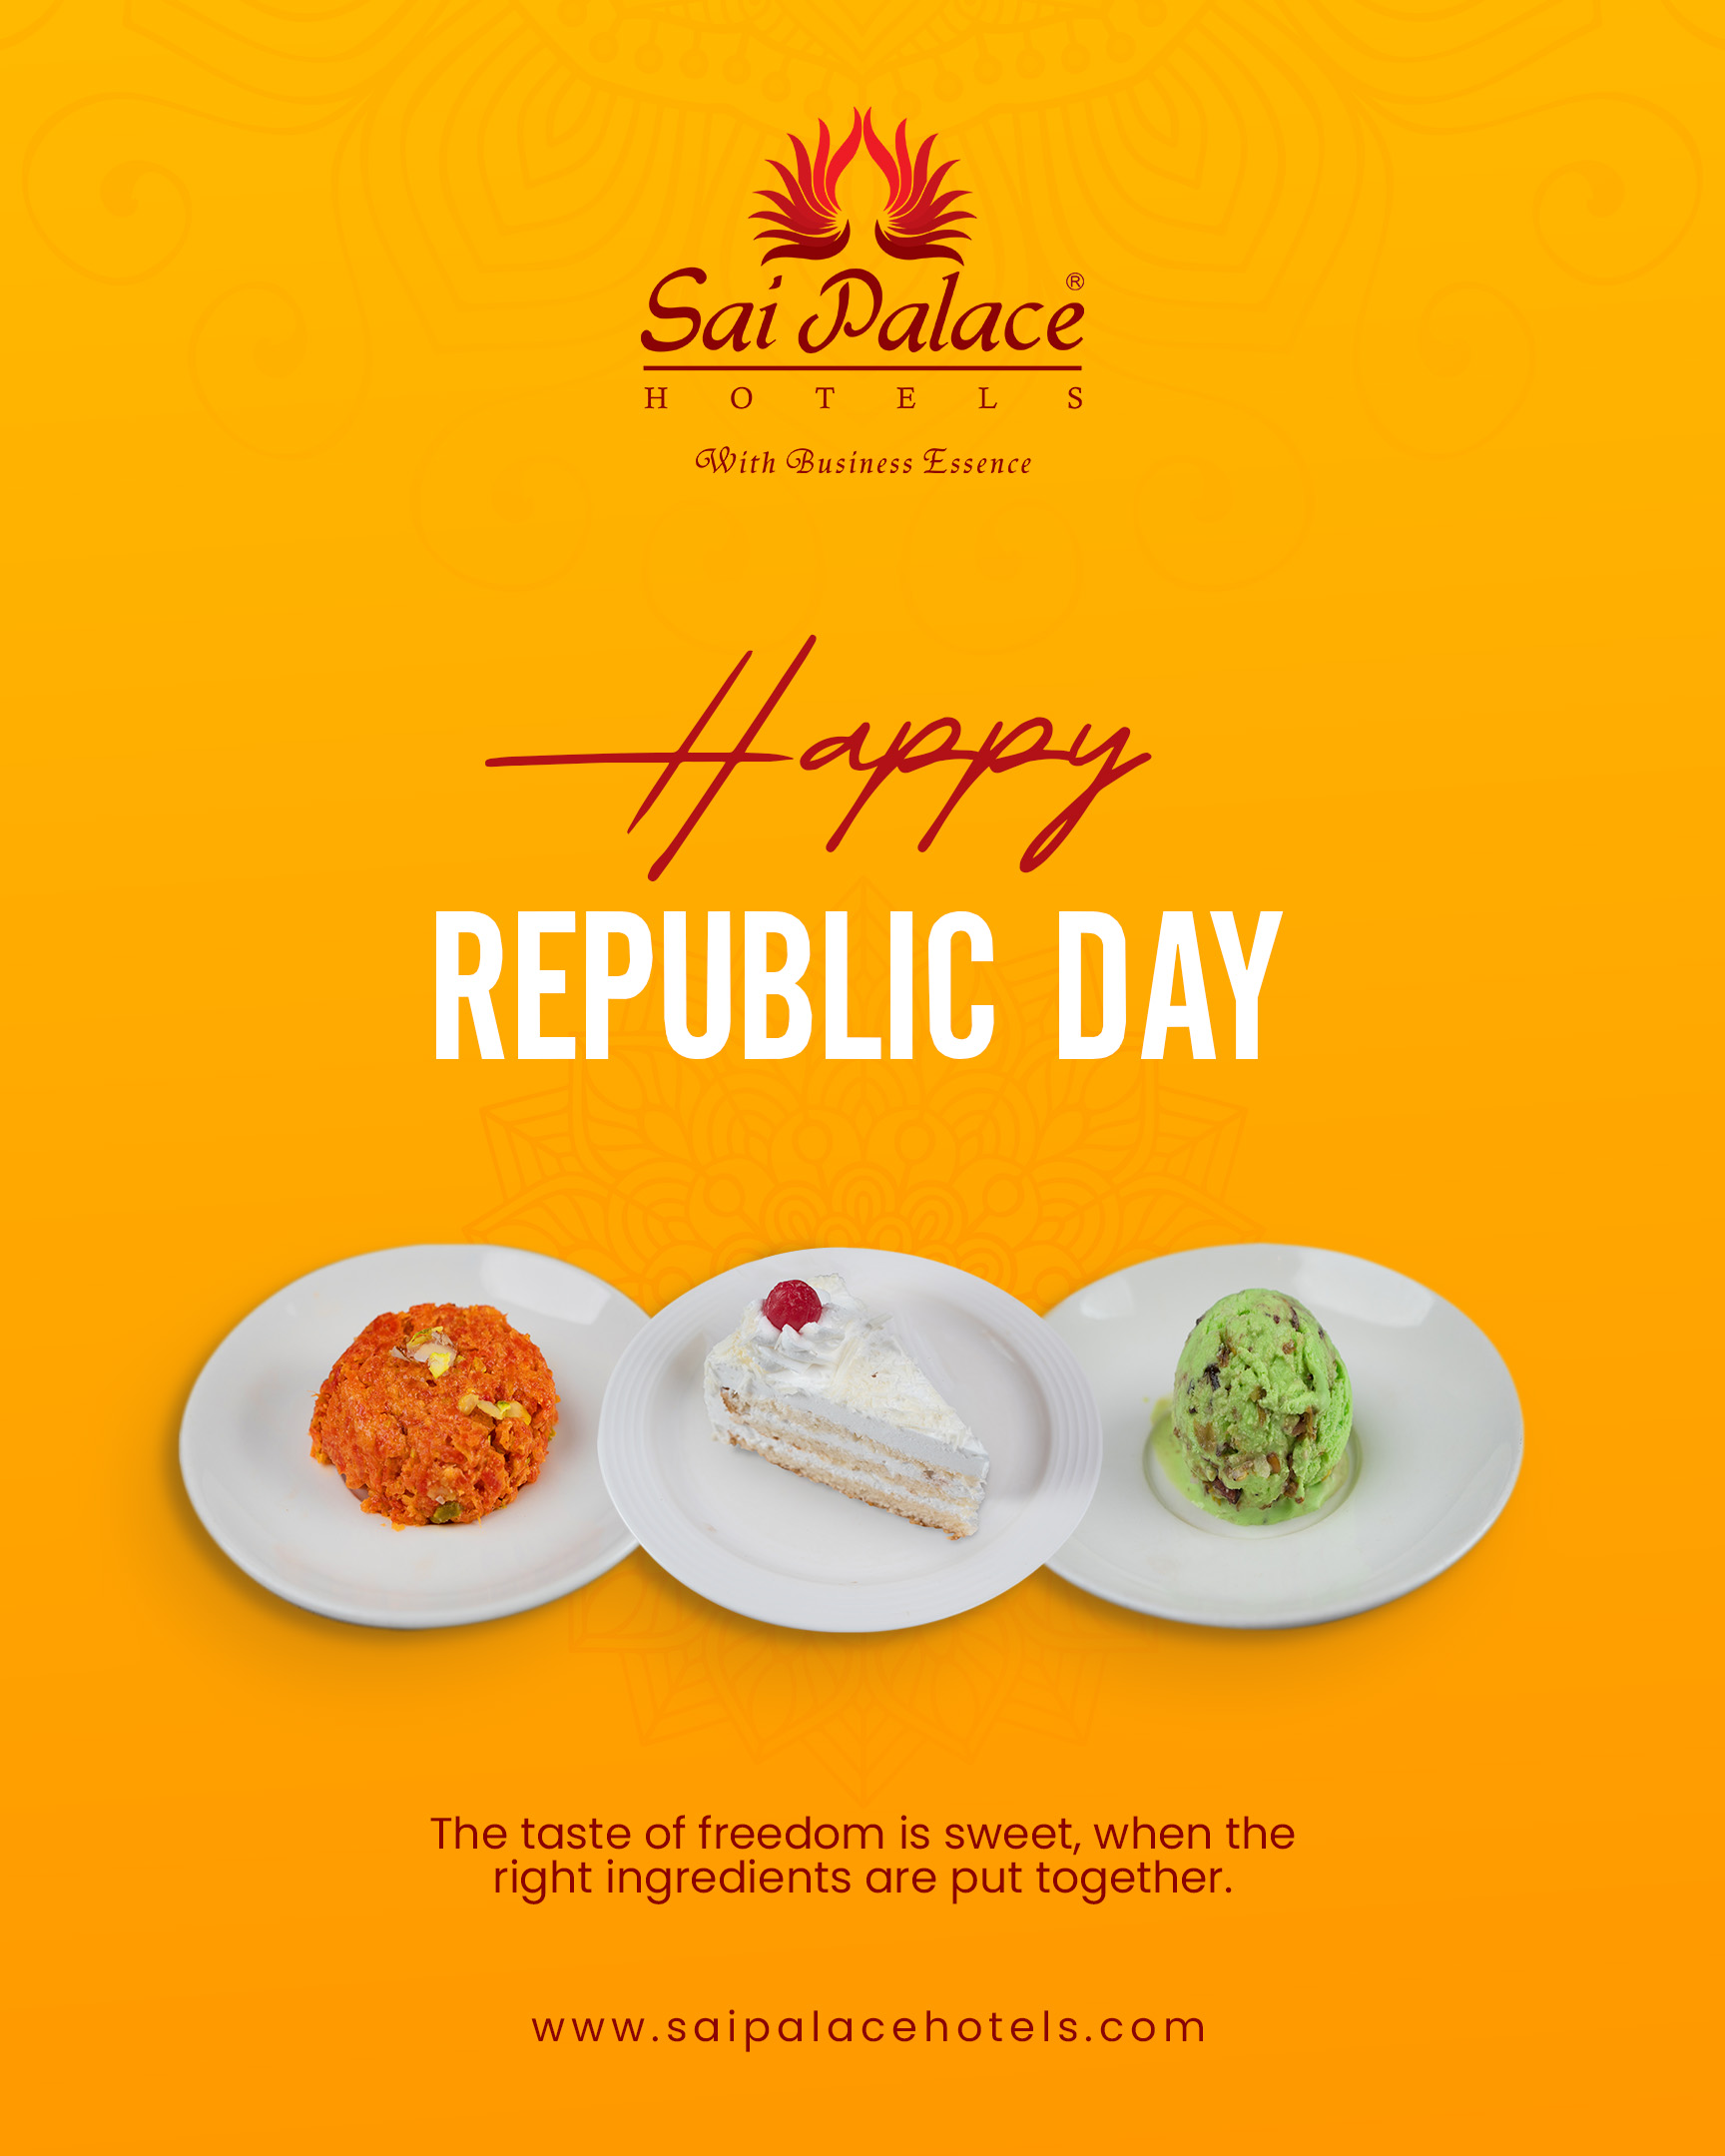 Sai Palace®
HOTELS
With Business Essence
Happy
REPUBLIC DAY
The taste of freedom is sweet, when the
right ingredients are put together.
www.saipalacehotels.com